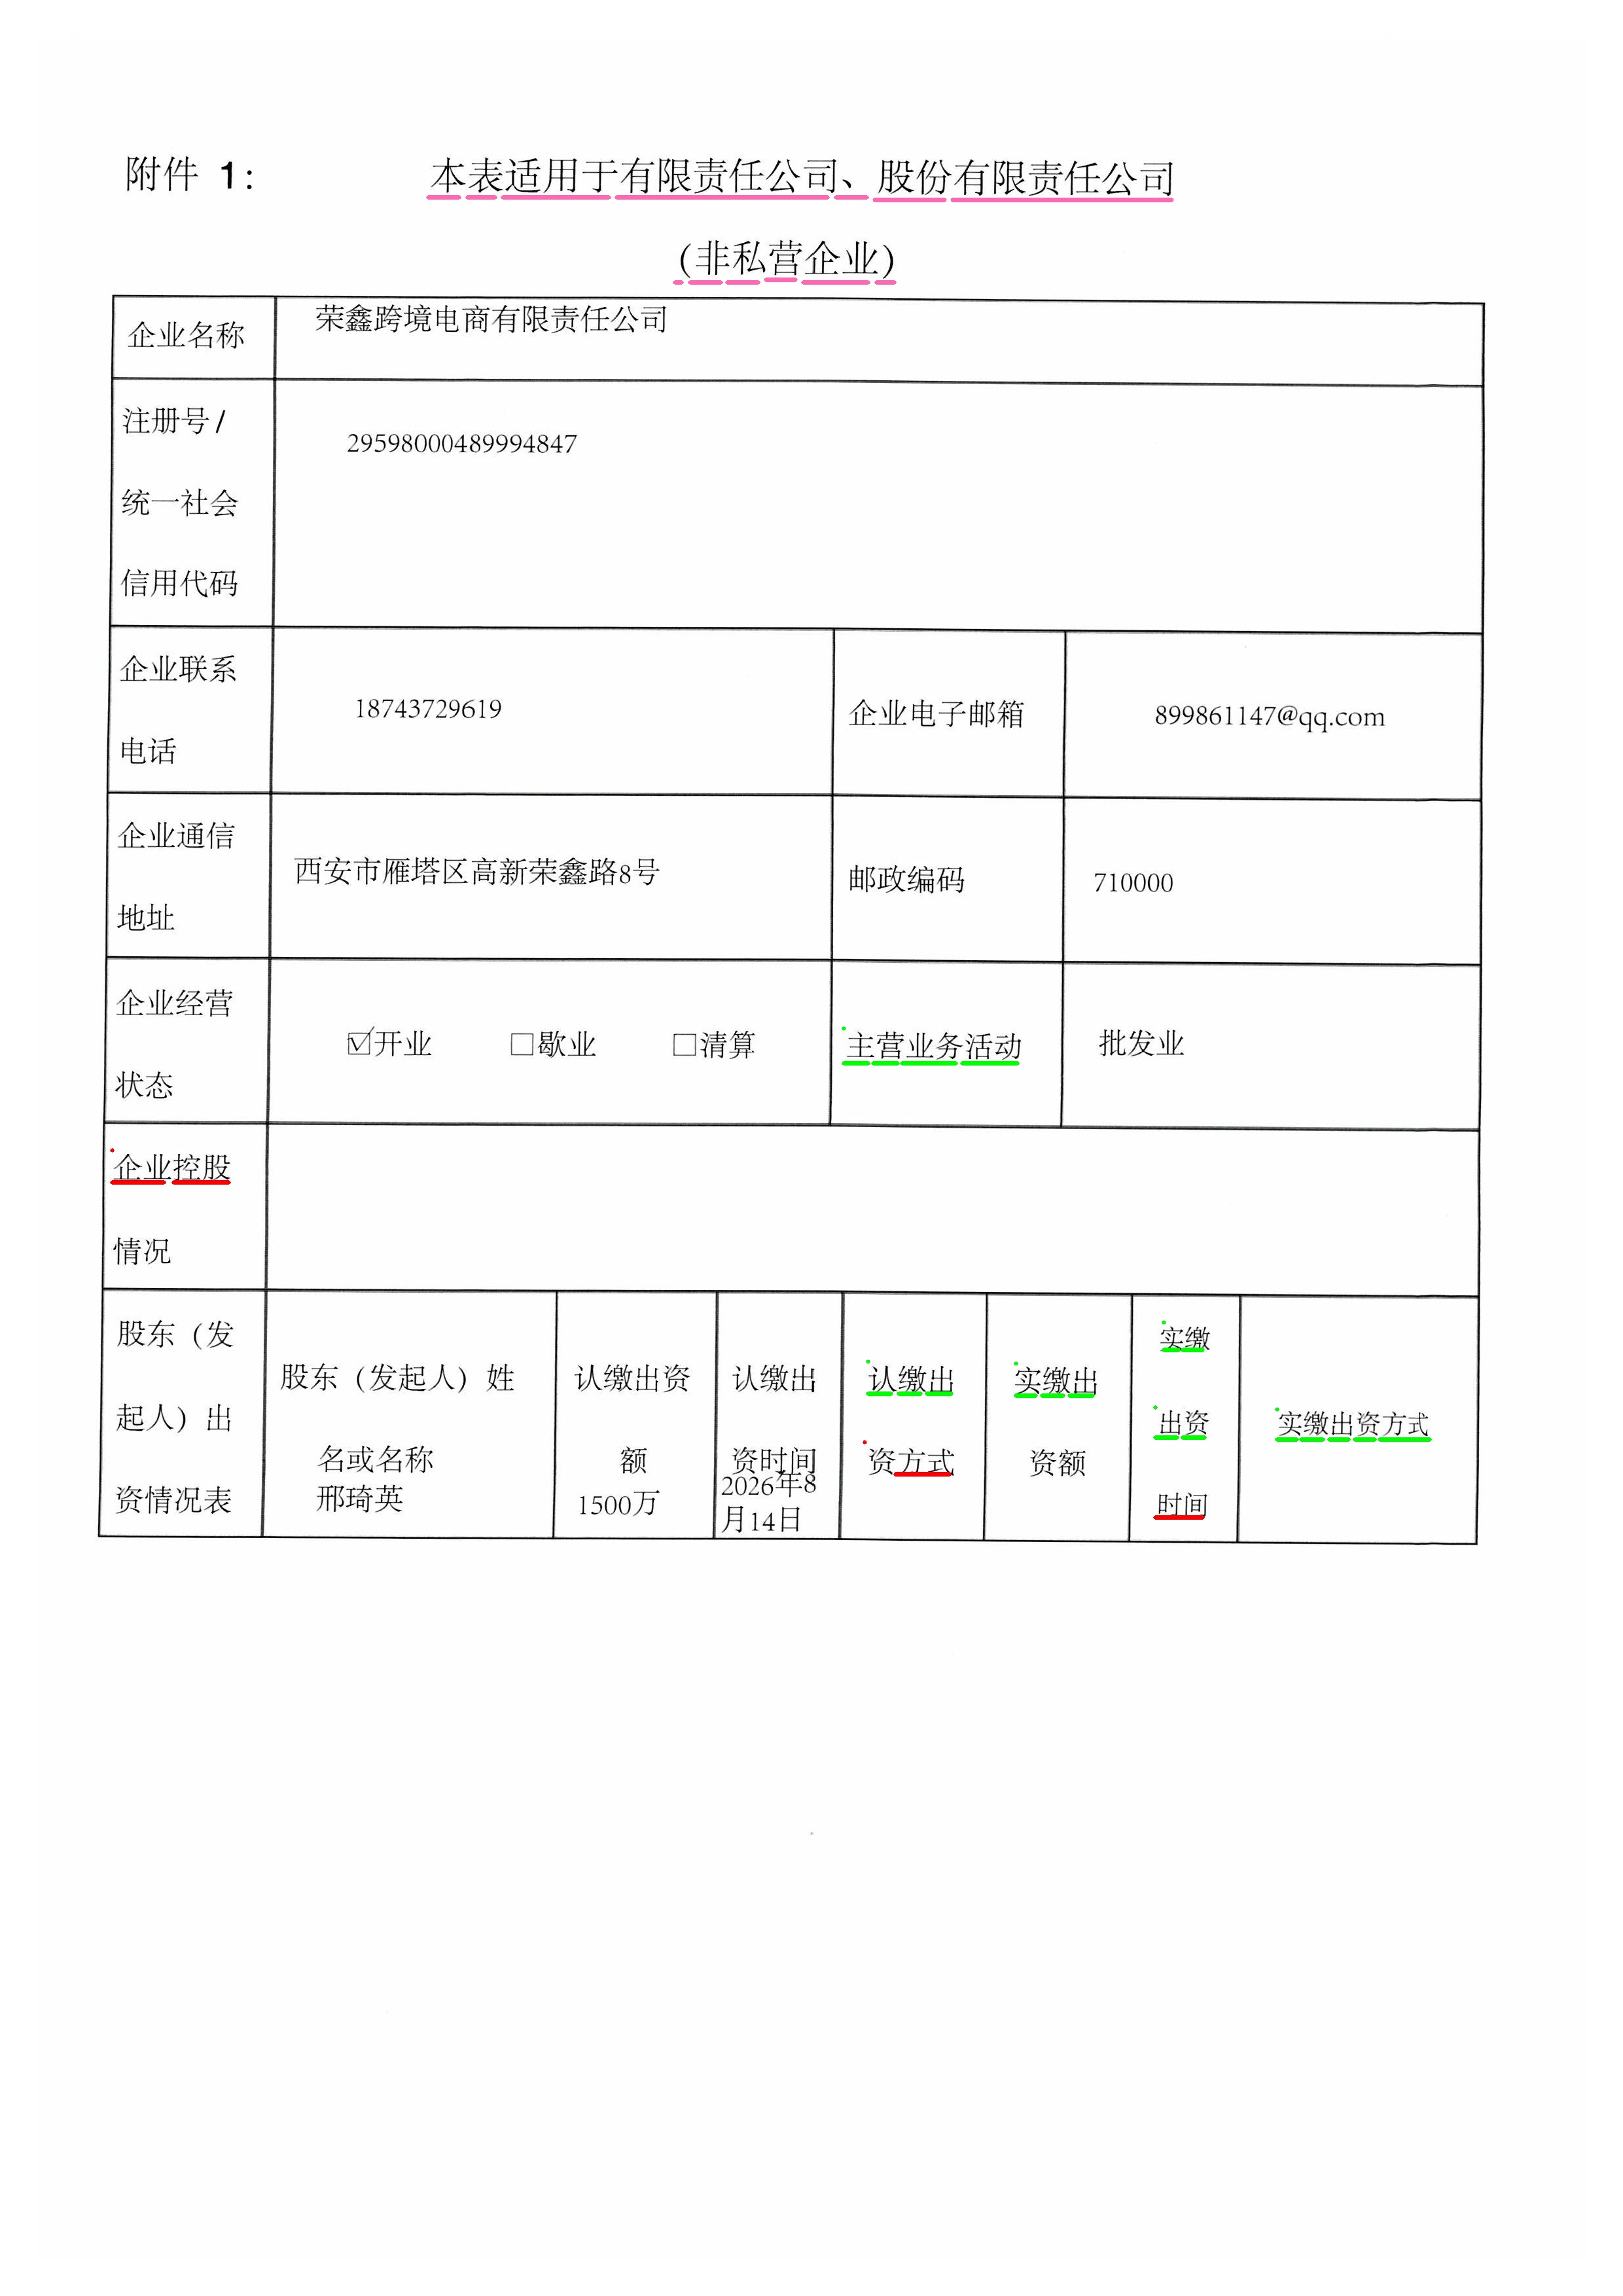 附件 1：
本表适用于有限责任公司、股份有限责任公司
（非私营企业）
企业名称
荣鑫跨境电商有限责任公司
注册号/
统一社会
信用代码
29598000489994847
企业联系
电话
18743729619
企业电子邮箱
899861147@qq.com
企业通信
地址
西安市雁塔区高新荣鑫路8号
邮政编码
710000
企业经营
状态
☑开业 □歇业 □清算
主营业务活动
批发业
企业控股
情况
股东（发
起人）出
资情况表
股东（发起人）姓
名或名称
邢琦英
认缴出资
额
1500万
认缴出
资时间
2026年8
月14日
认缴出
资方式
实缴出
资额
实缴
出资
时间
实缴出资方式